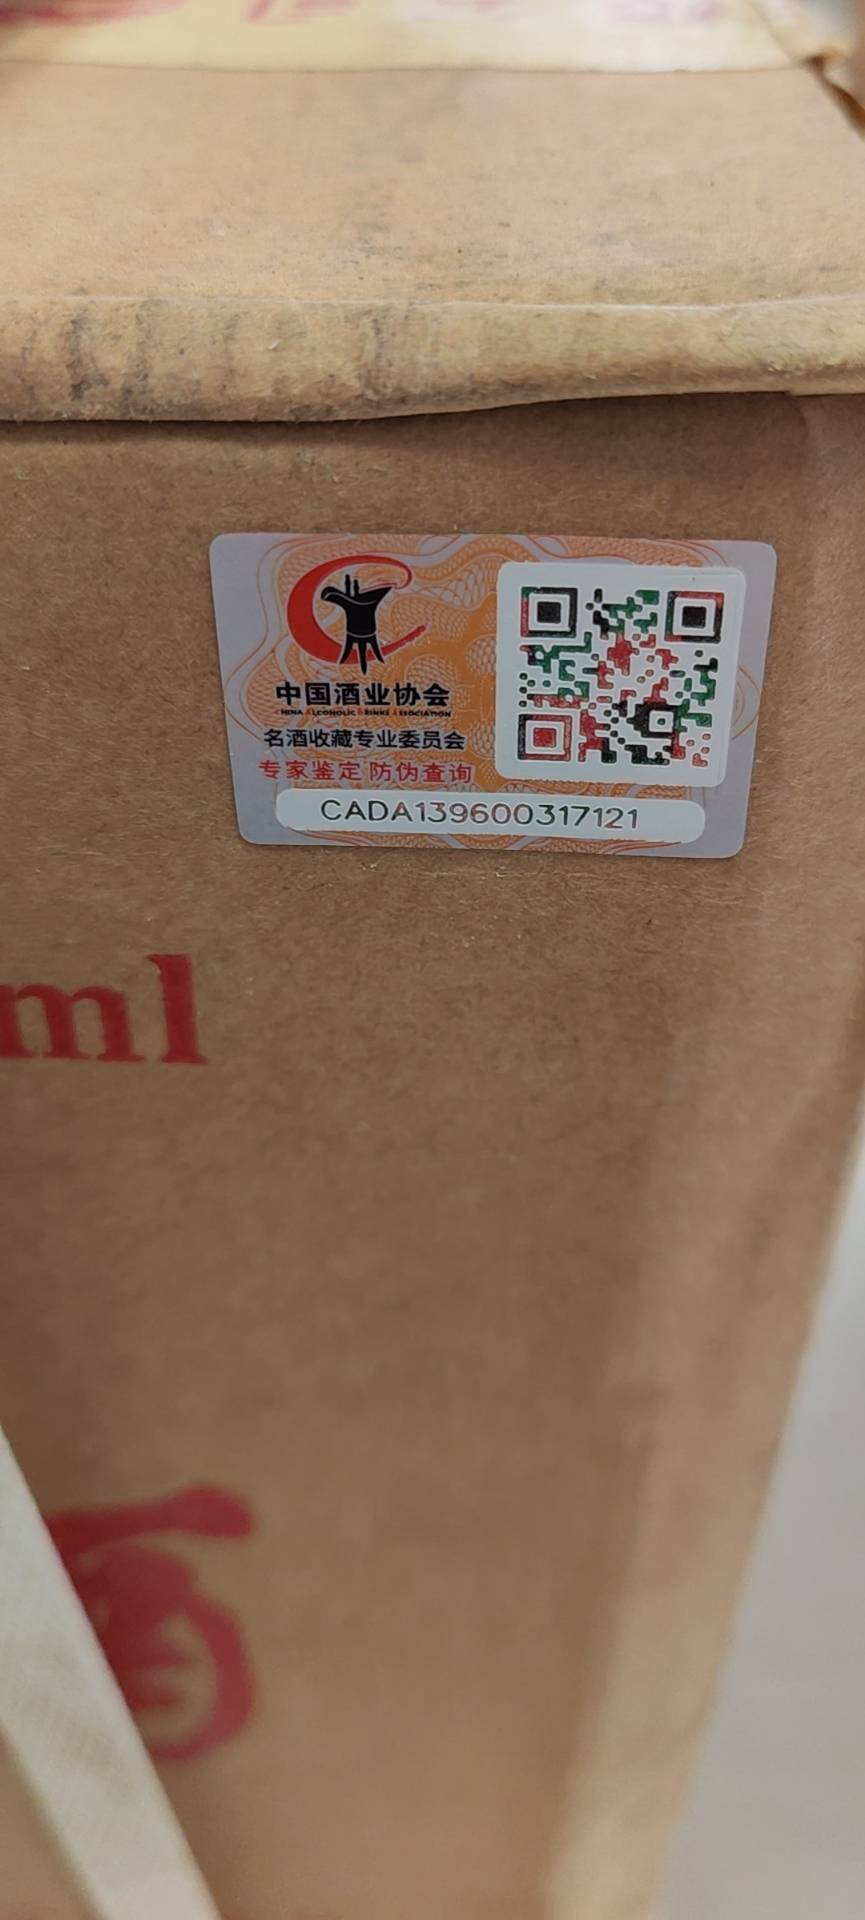 中国酒业协会
CHINA ALCOHOLIC DRINKS ASSOCIATION
名酒收藏专业委员会
专家鉴定 防伪查询
CADA139600317121
ml
酒